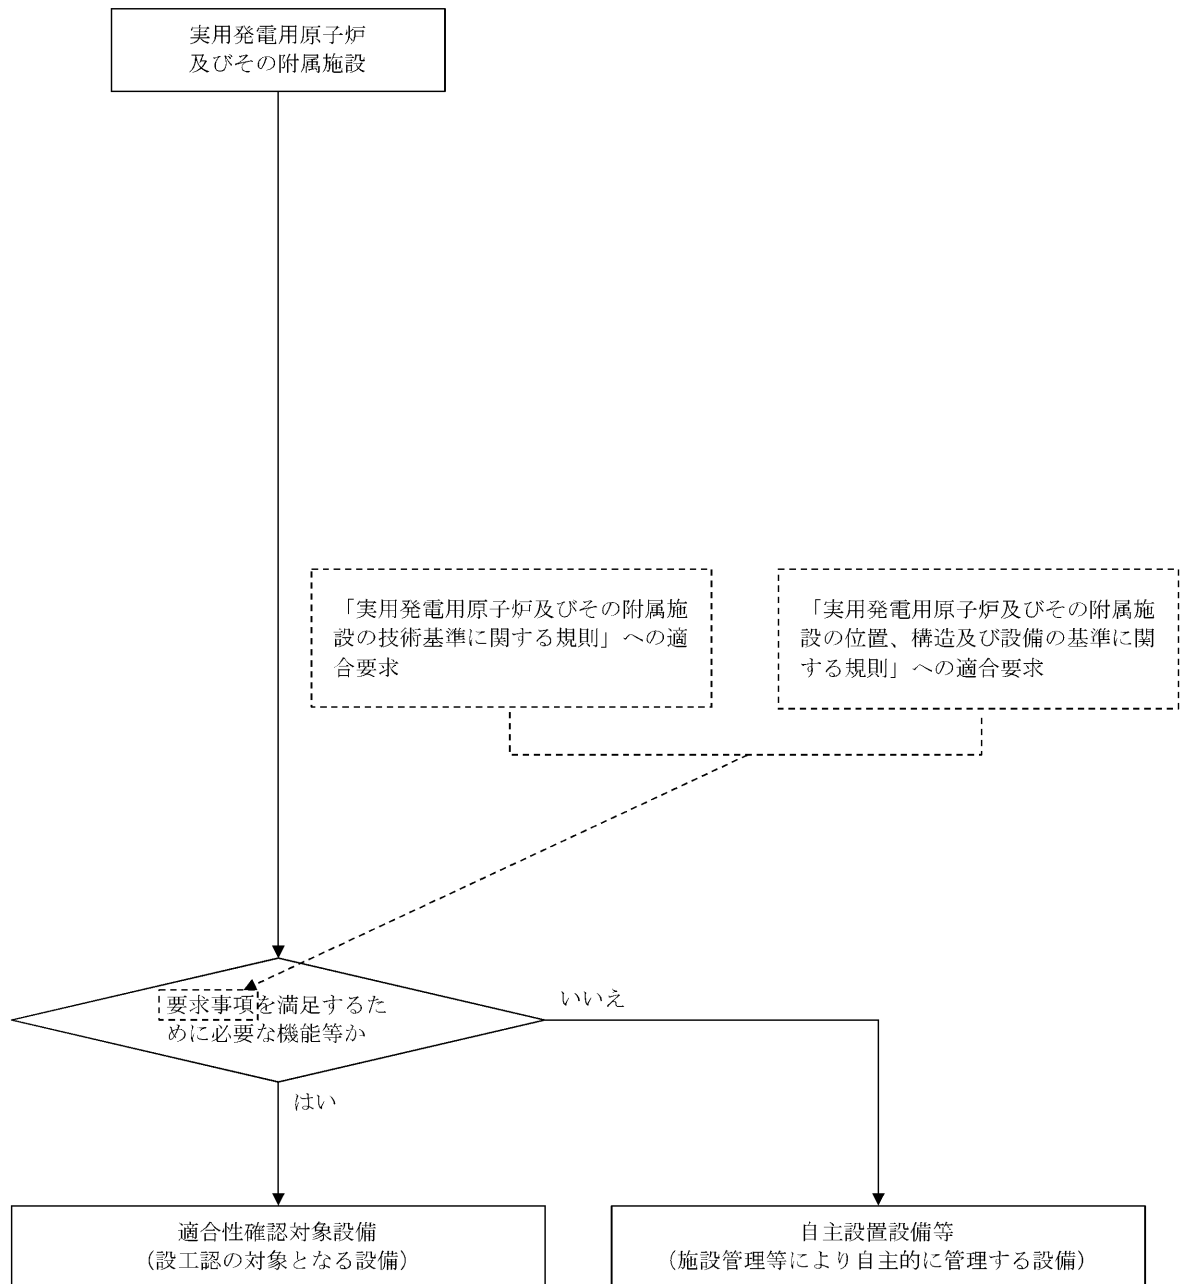 実用発電用原子炉
及びその附属施設
「実用発電用原子炉及びその附属施
設の技術基準に関する規則」への適
合要求
「実用発電用原子炉及びその附属施
設の位置、構造及び設備の基準に関
する規則」への適合要求
要求事項を満足するた
めに必要な機能等か
いいえ
はい
適合性確認対象設備
（設工認の対象となる設備）
自主設置設備等
（施設管理等により自主的に管理する設備）